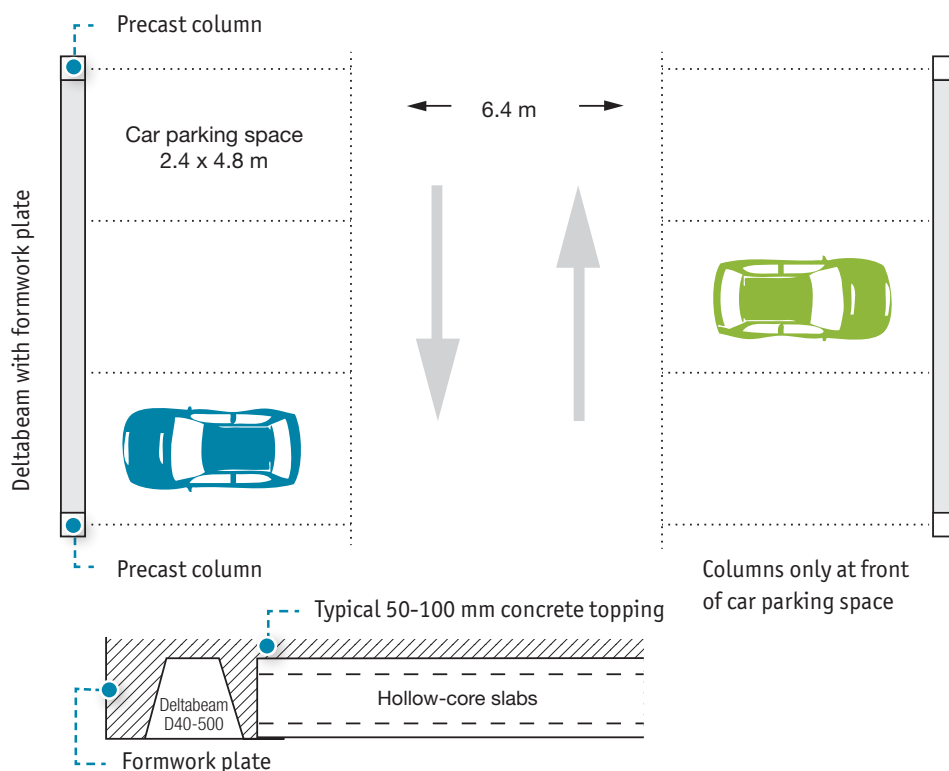 Precast column
6.4 m
Car parking space
2.4 x 4.8 m
Deltabeam with formwork plate
Precast column
Columns only at front
of car parking space
Typical 50-100 mm concrete topping
Hollow-core slabs
Deltabeam
D40-500
Formwork plate